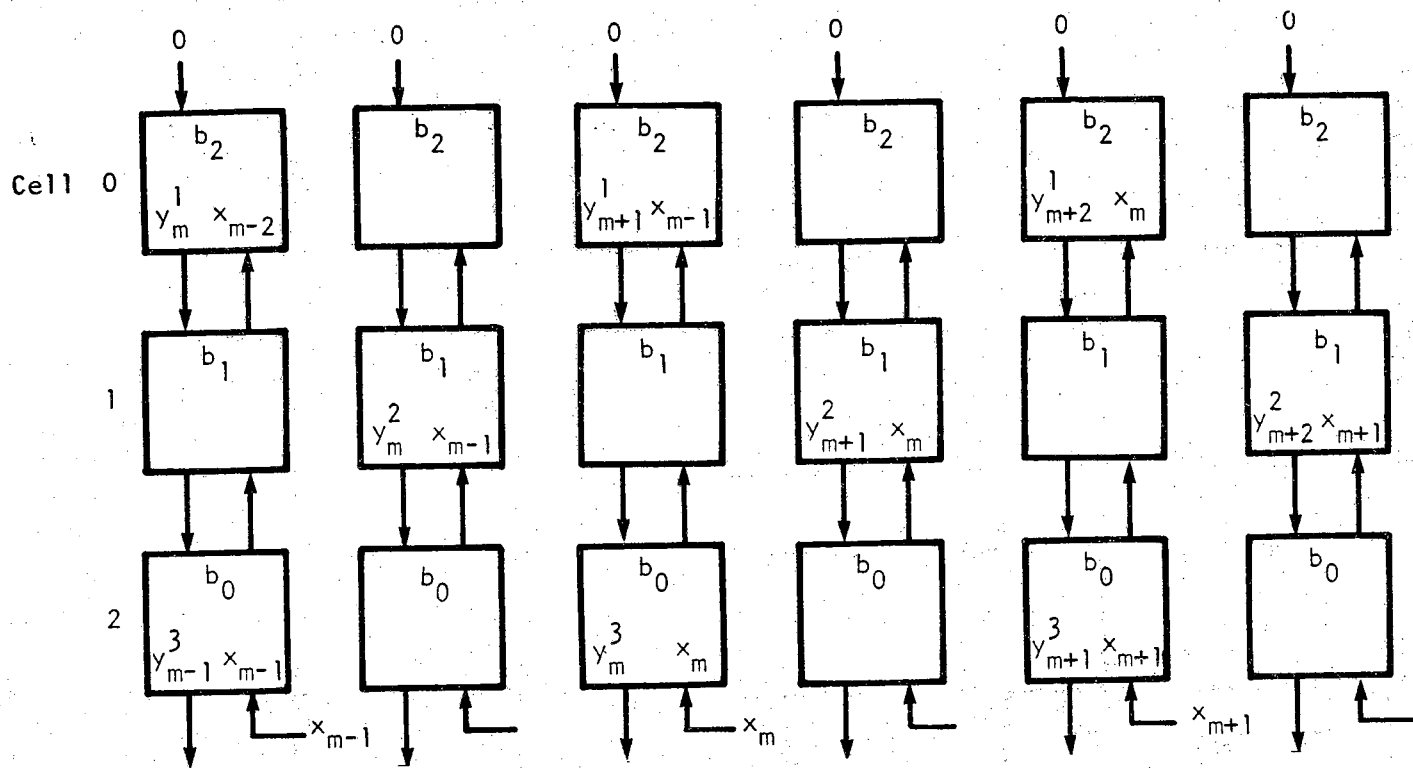 0 0 0 0 0 0
b₂ b₂ b₂ b₂ b₂ b₂
Cell 0
y¹ₘ xₘ₋₂ y¹ₘ₊₁ xₘ₋₁ y¹ₘ₊₂ xₘ
b₁ b₁ b₁ b₁ b₁ b₁
1
y²ₘ xₘ₋₁ y²ₘ₊₁ xₘ y²ₘ₊₂ xₘ₊₁
b₀ b₀ b₀ b₀ b₀ b₀
2
y³ₘ₋₁ xₘ₋₁ y³ₘ xₘ y³ₘ₊₁ xₘ₊₁
xₘ₋₁ xₘ xₘ₊₁